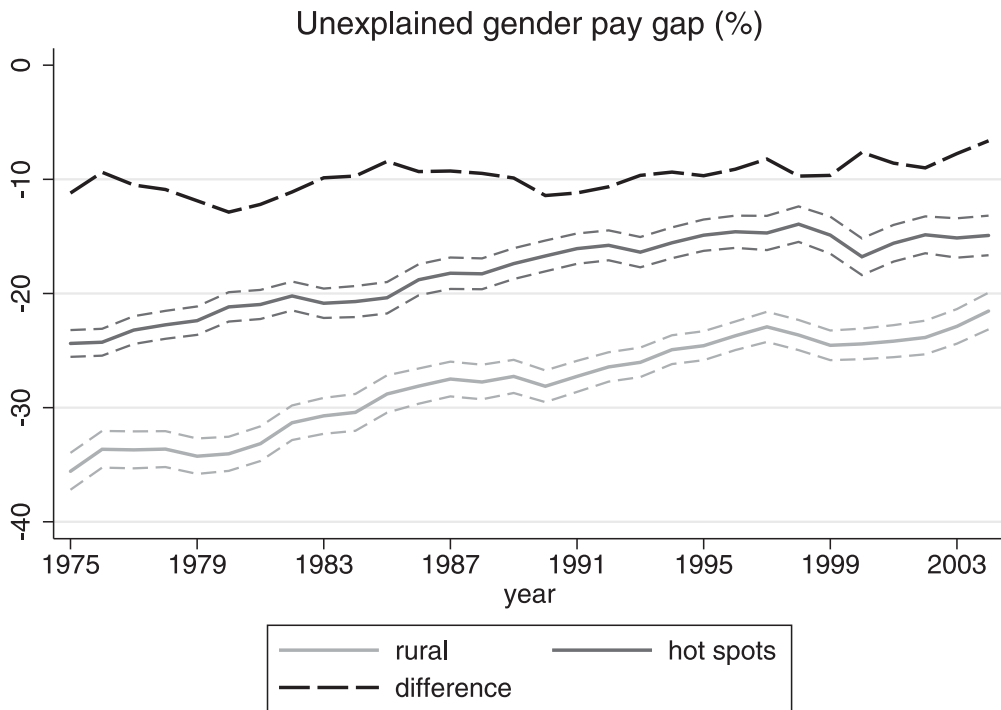 Unexplained gender pay gap (%)
0
-10
-20
-30
-40
1975 1979 1983 1987 1991 1995 1999 2003
year
rural hot spots
difference